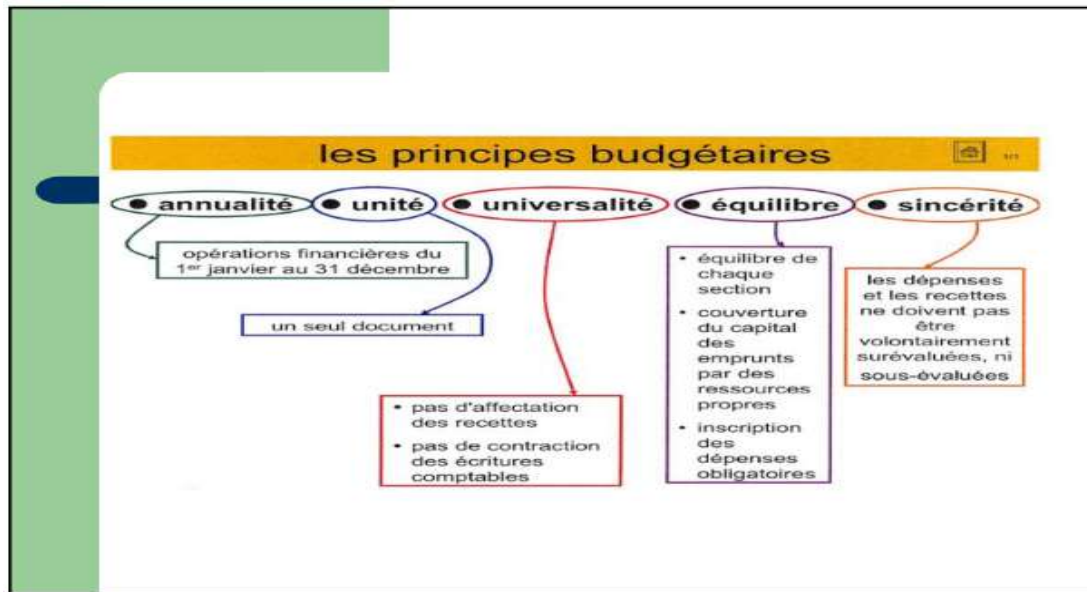 les principes budgétaires
• annualité
• unité
• universalité
• équilibre
• sincérité
opérations financières du
1er janvier au 31 décembre
un seul document
• pas d'affectation
des recettes
• pas de contraction
des écritures
comptables
• équilibre de
chaque
section
• couverture
du capital
des
emprunts
par des
ressources
propres
• inscription
des
dépenses
obligatoires
les dépenses
et les recettes
ne doivent pas
être
volontairement
surévaluées, ni
sous-évaluées